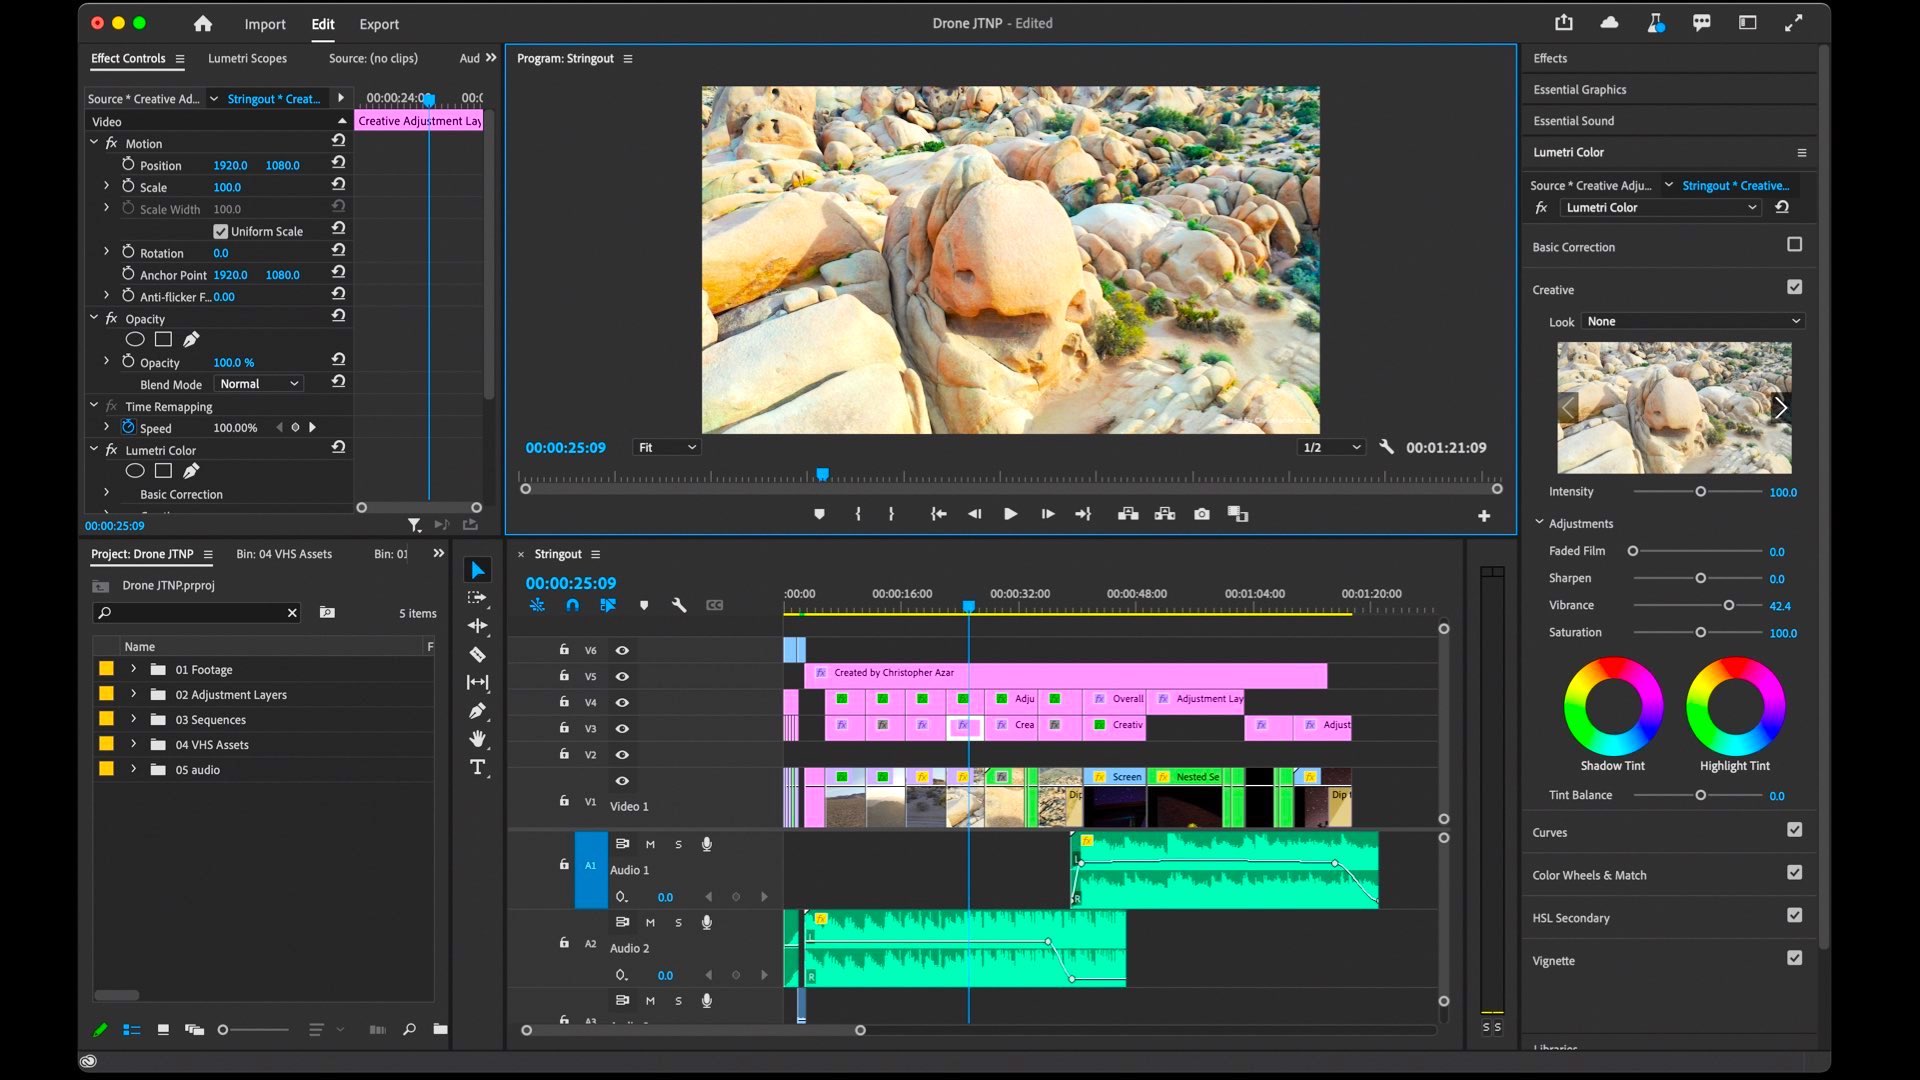 Import
Edit
Export
Drone JTNP - Edited
Effect Controls
Lumetri Scopes
Source: (no clips)
Aud
Source * Creative Ad...
Stringout * Creat...
00:00:24:0
00:0
Video
Creative Adjustment Lay
fx Motion
Position 1920.0 1080.0
Scale 100.0
Scale Width 100.0
Uniform Scale
Rotation 0.0
Anchor Point 1920.0 1080.0
Anti-flicker F... 0.00
fx Opacity
Opacity 100.0 %
Blend Mode Normal
fx Time Remapping
Speed 100.00%
fx Lumetri Color
Basic Correction
00:00:25:09
Program: Stringout
00:00:25:09
Fit
1/2
00:01:21:09
Project: Drone JTNP
Bin: 04 VHS Assets
Bin: 01
Drone JTNP.prproj
5 items
Name
F
01 Footage
02 Adjustment Layers
03 Sequences
04 VHS Assets
05 audio
× Stringout
00:00:25:09
:00:00 00:00:16:00 00:00:32:00 00:00:48:00 00:01:04:00 00:01:20:00
V6
V5
fx Created by Christopher Azar
V4
Adju
Overall
Adjustment Lay
V3
Crea
Creativ
Adjust
V2
V1
Video 1
Dip
Screen
Nested Se
Dip t
A1
M S
Audio 1
0.0
L
R
A2
M S
Audio 2
0.0
L
R
A3
M S
S S
Effects
Essential Graphics
Essential Sound
Lumetri Color
Source * Creative Adju...
Stringout * Creative...
fx Lumetri Color
Basic Correction
Creative
Look None
Intensity 100.0
Adjustments
Faded Film 0.0
Sharpen 0.0
Vibrance 42.4
Saturation 100.0
Shadow Tint
Highlight Tint
Tint Balance 0.0
Curves
Color Wheels & Match
HSL Secondary
Vignette
Libraries